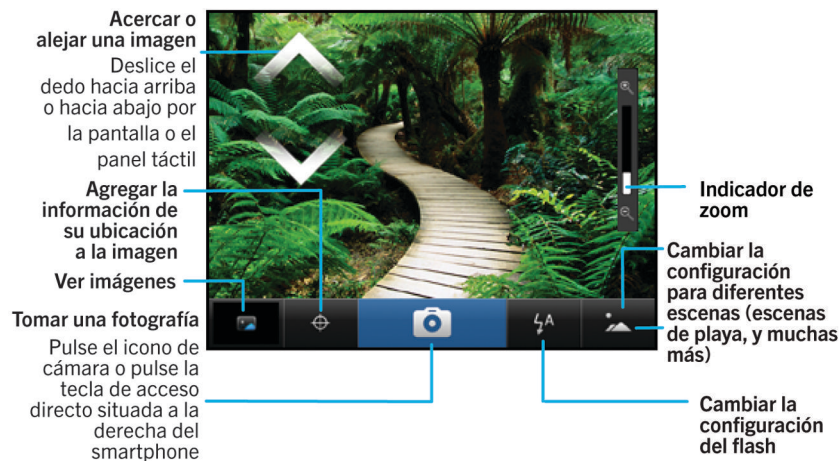 Acercar o
alejar una imagen
Deslice el
dedo hacia arriba
o hacia abajo por
la pantalla o el
panel táctil
Agregar la
información de
su ubicación
a la imagen
Ver imágenes
Tomar una fotografía
Pulse el icono de
cámara o pulse la
tecla de acceso
directo situada a la
derecha del
smartphone
A
Indicador de
zoom
Cambiar la
configuración
para diferentes
escenas (escenas
de playa, y muchas
más)
Cambiar la
configuración
del flash